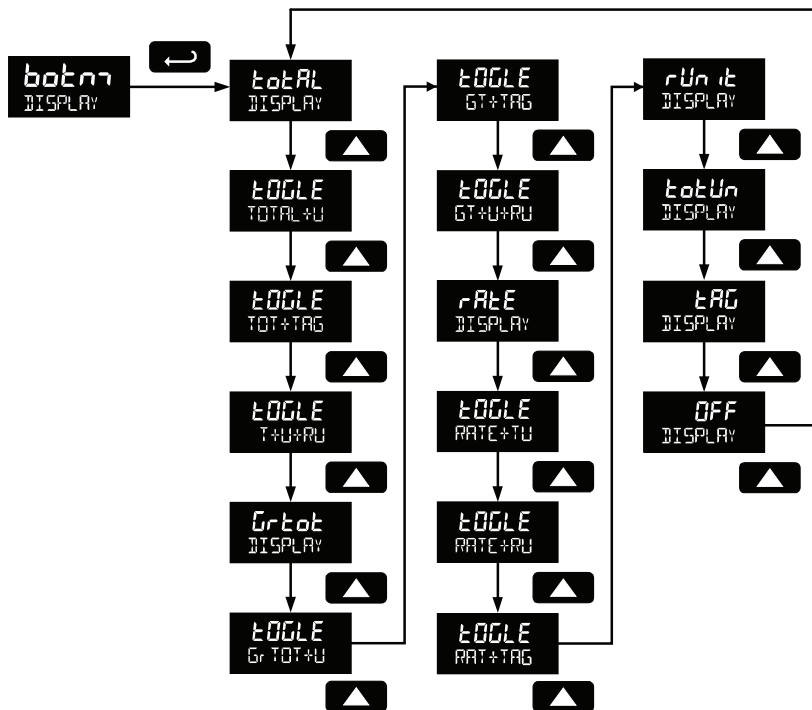 botm
DISPLAY
totAL
DISPLAY
tOGLE
TOTAL+U
tOGLE
TOT+TAG
tOGLE
T+U+RU
Grtot
DISPLAY
tOGLE
Gr TOT+U
tOGLE
GT+TAG
tOGLE
GT+U+RU
rAtE
DISPLAY
tOGLE
RATE+TU
tOGLE
RATE+RU
tOGLE
RAT+TAG
rUnit
DISPLAY
totUn
DISPLAY
tAG
DISPLAY
OFF
DISPLAY